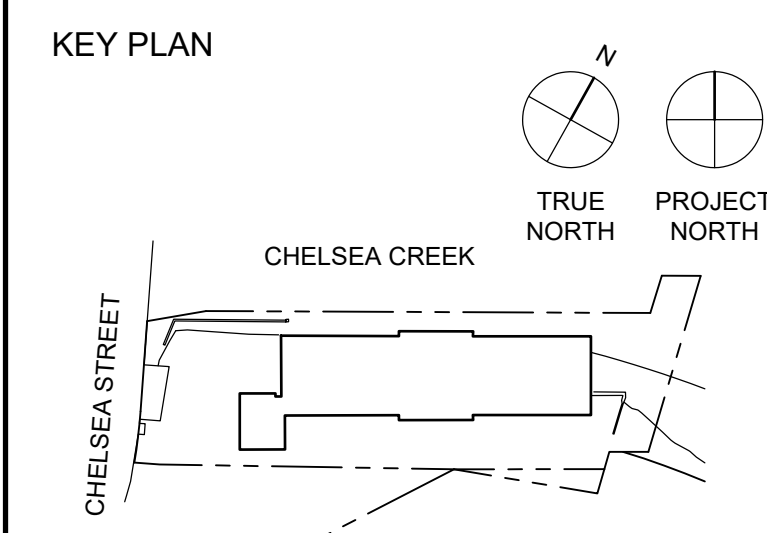 KEY PLAN
N
TRUE
NORTH
PROJECT
NORTH
CHELSEA CREEK
CHELSEA STREET